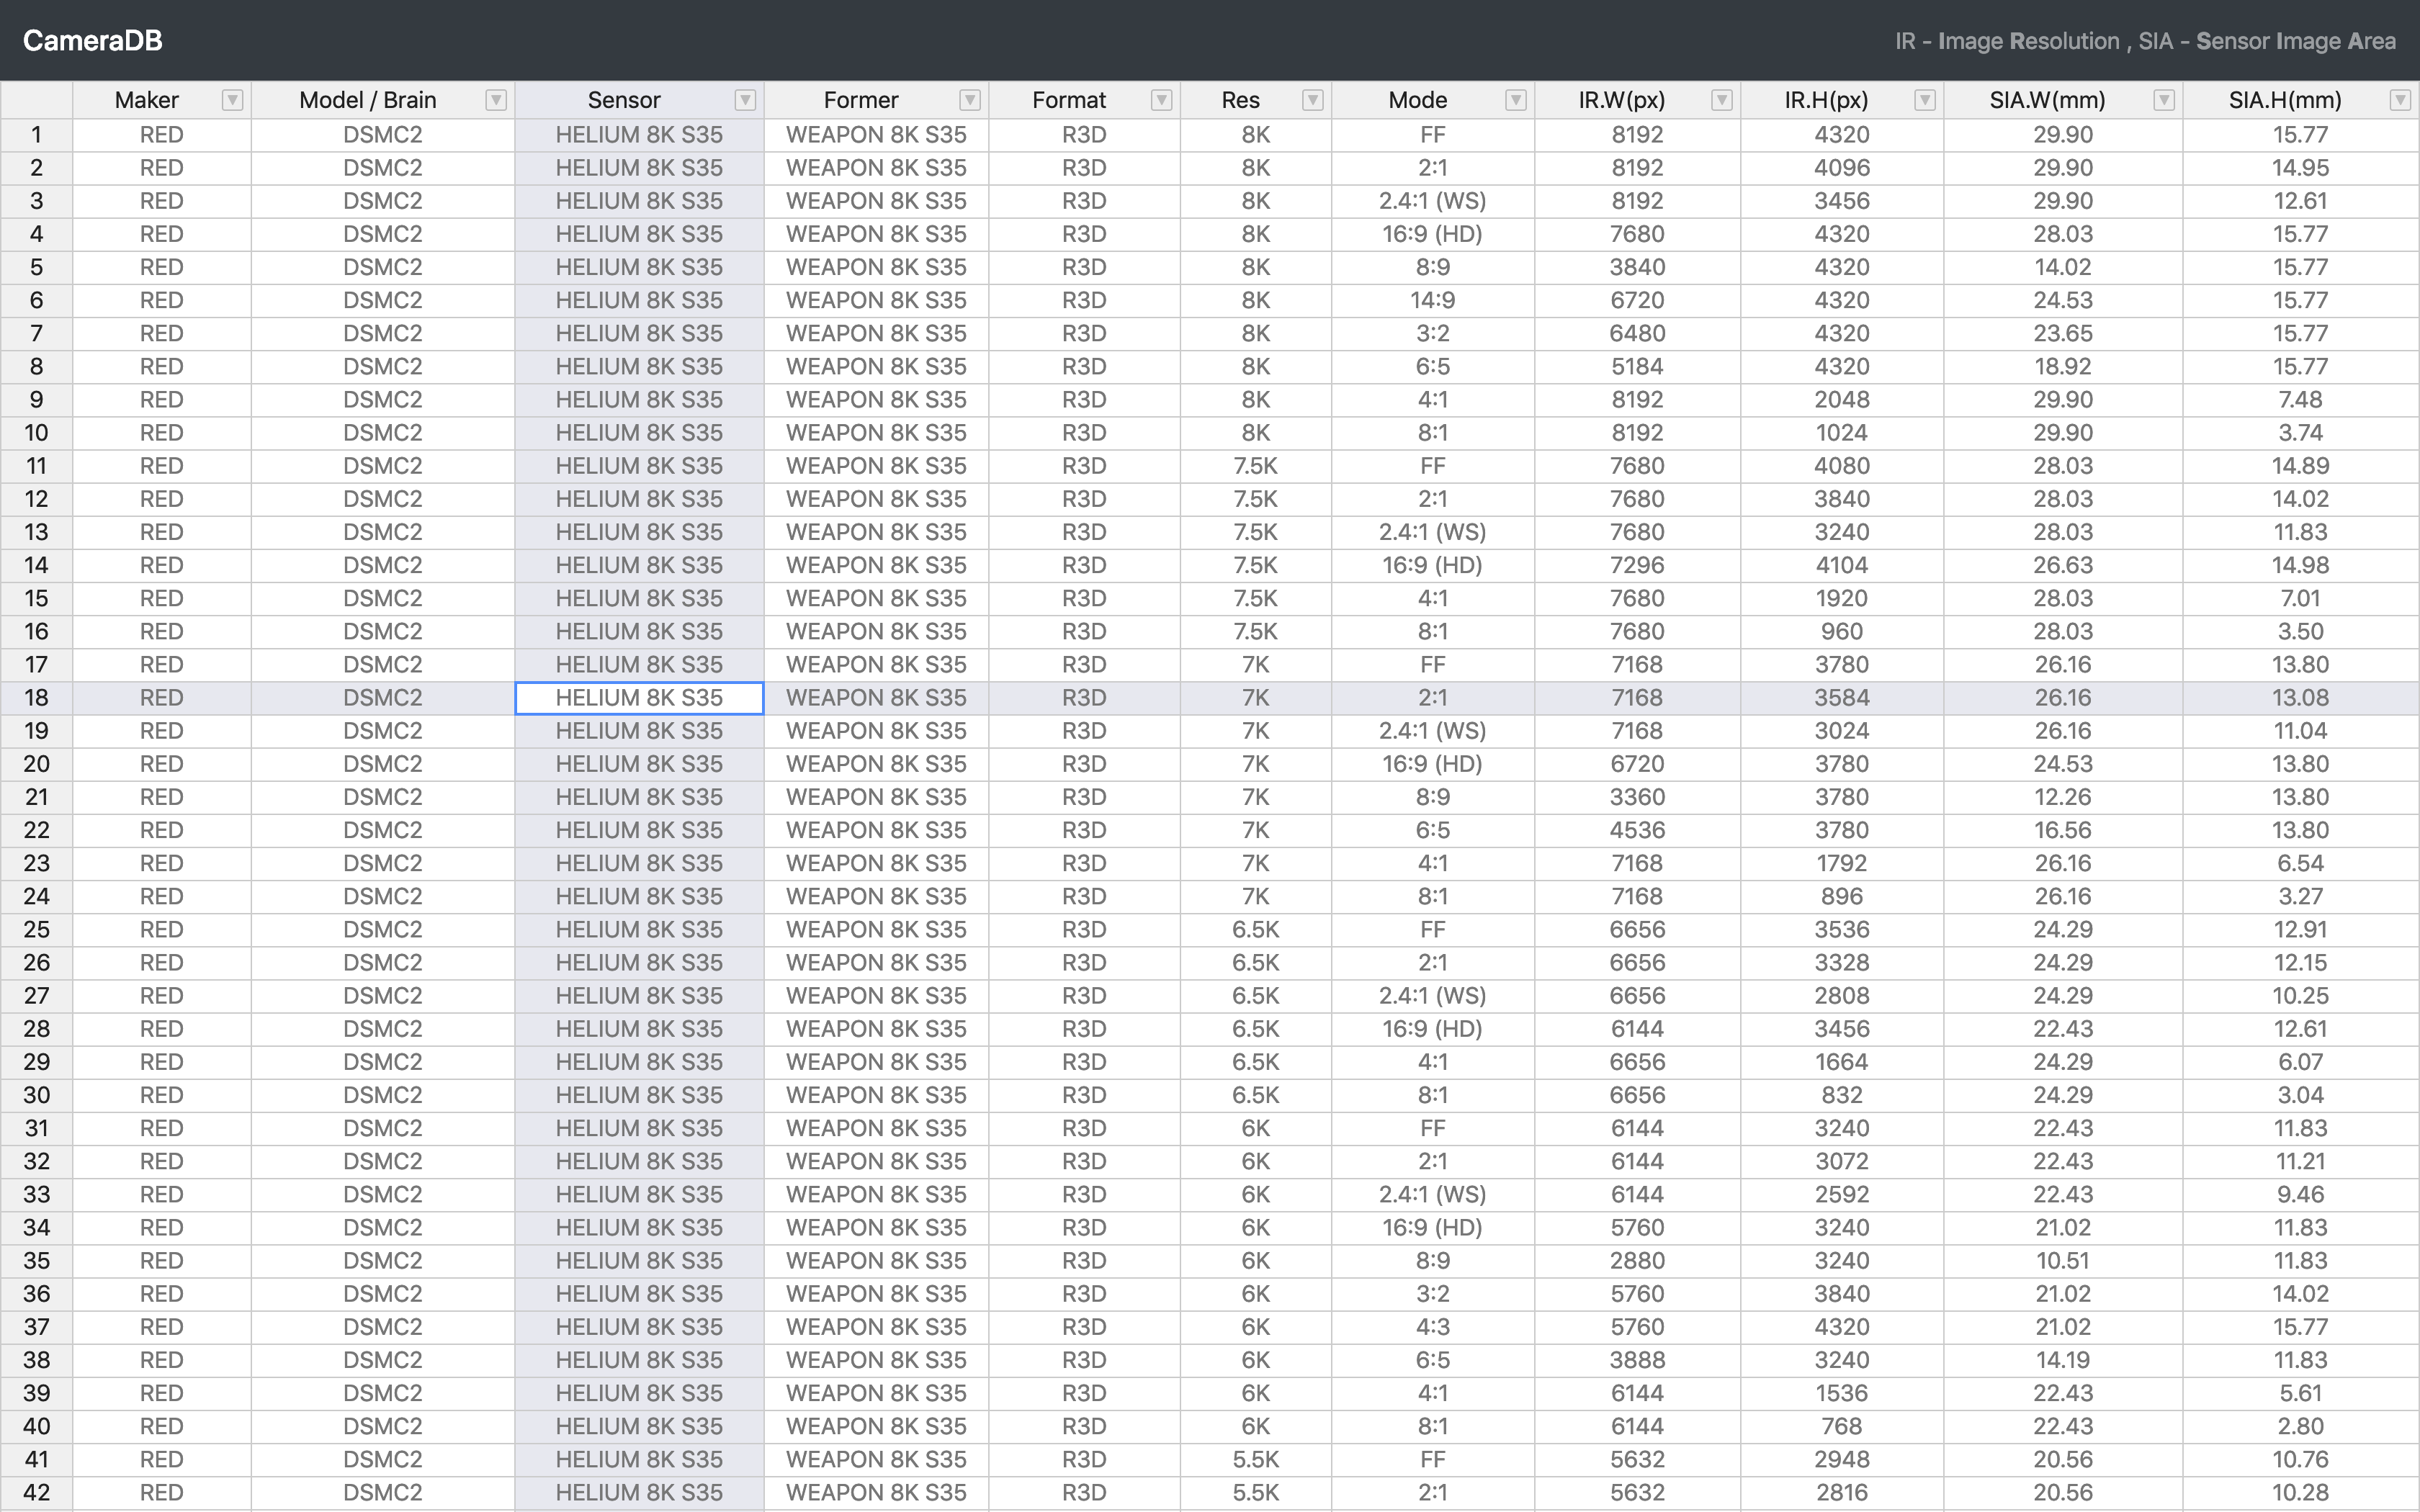 CameraDB IR - Image Resolution , SIA - Sensor Image Area
Maker Model / Brain Sensor Former Format Res Mode IR.W(px) IR.H(px) SIA.W(mm) SIA.H(mm)
1 RED DSMC2 HELIUM 8K S35 WEAPON 8K S35 R3D 8K FF 8192 4320 29.90 15.77
2 RED DSMC2 HELIUM 8K S35 WEAPON 8K S35 R3D 8K 2:1 8192 4096 29.90 14.95
3 RED DSMC2 HELIUM 8K S35 WEAPON 8K S35 R3D 8K 2.4:1 (WS) 8192 3456 29.90 12.61
4 RED DSMC2 HELIUM 8K S35 WEAPON 8K S35 R3D 8K 16:9 (HD) 7680 4320 28.03 15.77
5 RED DSMC2 HELIUM 8K S35 WEAPON 8K S35 R3D 8K 8:9 3840 4320 14.02 15.77
6 RED DSMC2 HELIUM 8K S35 WEAPON 8K S35 R3D 8K 14:9 6720 4320 24.53 15.77
7 RED DSMC2 HELIUM 8K S35 WEAPON 8K S35 R3D 8K 3:2 6480 4320 23.65 15.77
8 RED DSMC2 HELIUM 8K S35 WEAPON 8K S35 R3D 8K 6:5 5184 4320 18.92 15.77
9 RED DSMC2 HELIUM 8K S35 WEAPON 8K S35 R3D 8K 4:1 8192 2048 29.90 7.48
10 RED DSMC2 HELIUM 8K S35 WEAPON 8K S35 R3D 8K 8:1 8192 1024 29.90 3.74
11 RED DSMC2 HELIUM 8K S35 WEAPON 8K S35 R3D 7.5K FF 7680 4080 28.03 14.89
12 RED DSMC2 HELIUM 8K S35 WEAPON 8K S35 R3D 7.5K 2:1 7680 3840 28.03 14.02
13 RED DSMC2 HELIUM 8K S35 WEAPON 8K S35 R3D 7.5K 2.4:1 (WS) 7680 3240 28.03 11.83
14 RED DSMC2 HELIUM 8K S35 WEAPON 8K S35 R3D 7.5K 16:9 (HD) 7296 4104 26.63 14.98
15 RED DSMC2 HELIUM 8K S35 WEAPON 8K S35 R3D 7.5K 4:1 7680 1920 28.03 7.01
16 RED DSMC2 HELIUM 8K S35 WEAPON 8K S35 R3D 7.5K 8:1 7680 960 28.03 3.50
17 RED DSMC2 HELIUM 8K S35 WEAPON 8K S35 R3D 7K FF 7168 3780 26.16 13.80
18 RED DSMC2 HELIUM 8K S35 WEAPON 8K S35 R3D 7K 2:1 7168 3584 26.16 13.08
19 RED DSMC2 HELIUM 8K S35 WEAPON 8K S35 R3D 7K 2.4:1 (WS) 7168 3024 26.16 11.04
20 RED DSMC2 HELIUM 8K S35 WEAPON 8K S35 R3D 7K 16:9 (HD) 6720 3780 24.53 13.80
21 RED DSMC2 HELIUM 8K S35 WEAPON 8K S35 R3D 7K 8:9 3360 3780 12.26 13.80
22 RED DSMC2 HELIUM 8K S35 WEAPON 8K S35 R3D 7K 6:5 4536 3780 16.56 13.80
23 RED DSMC2 HELIUM 8K S35 WEAPON 8K S35 R3D 7K 4:1 7168 1792 26.16 6.54
24 RED DSMC2 HELIUM 8K S35 WEAPON 8K S35 R3D 7K 8:1 7168 896 26.16 3.27
25 RED DSMC2 HELIUM 8K S35 WEAPON 8K S35 R3D 6.5K FF 6656 3536 24.29 12.91
26 RED DSMC2 HELIUM 8K S35 WEAPON 8K S35 R3D 6.5K 2:1 6656 3328 24.29 12.15
27 RED DSMC2 HELIUM 8K S35 WEAPON 8K S35 R3D 6.5K 2.4:1 (WS) 6656 2808 24.29 10.25
28 RED DSMC2 HELIUM 8K S35 WEAPON 8K S35 R3D 6.5K 16:9 (HD) 6144 3456 22.43 12.61
29 RED DSMC2 HELIUM 8K S35 WEAPON 8K S35 R3D 6.5K 4:1 6656 1664 24.29 6.07
30 RED DSMC2 HELIUM 8K S35 WEAPON 8K S35 R3D 6.5K 8:1 6656 832 24.29 3.04
31 RED DSMC2 HELIUM 8K S35 WEAPON 8K S35 R3D 6K FF 6144 3240 22.43 11.83
32 RED DSMC2 HELIUM 8K S35 WEAPON 8K S35 R3D 6K 2:1 6144 3072 22.43 11.21
33 RED DSMC2 HELIUM 8K S35 WEAPON 8K S35 R3D 6K 2.4:1 (WS) 6144 2592 22.43 9.46
34 RED DSMC2 HELIUM 8K S35 WEAPON 8K S35 R3D 6K 16:9 (HD) 5760 3240 21.02 11.83
35 RED DSMC2 HELIUM 8K S35 WEAPON 8K S35 R3D 6K 8:9 2880 3240 10.51 11.83
36 RED DSMC2 HELIUM 8K S35 WEAPON 8K S35 R3D 6K 3:2 5760 3840 21.02 14.02
37 RED DSMC2 HELIUM 8K S35 WEAPON 8K S35 R3D 6K 4:3 5760 4320 21.02 15.77
38 RED DSMC2 HELIUM 8K S35 WEAPON 8K S35 R3D 6K 6:5 3888 3240 14.19 11.83
39 RED DSMC2 HELIUM 8K S35 WEAPON 8K S35 R3D 6K 4:1 6144 1536 22.43 5.61
40 RED DSMC2 HELIUM 8K S35 WEAPON 8K S35 R3D 6K 8:1 6144 768 22.43 2.80
41 RED DSMC2 HELIUM 8K S35 WEAPON 8K S35 R3D 5.5K FF 5632 2948 20.56 10.76
42 RED DSMC2 HELIUM 8K S35 WEAPON 8K S35 R3D 5.5K 2:1 5632 2816 20.56 10.28